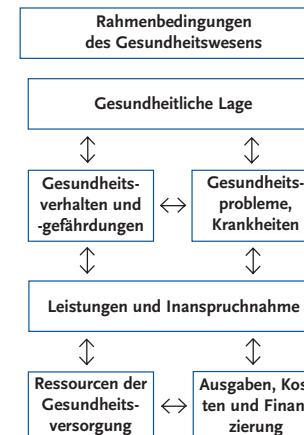 Rahmenbedingungen
des Gesundheitswesens
Gesundheitliche Lage
Gesundheits-
verhalten und
-gefährdungen
Gesundheits-
probleme,
Krankheiten
Leistungen und Inanspruchnahme
Ressourcen der
Gesundheits-
versorgung
Ausgaben, Kos-
ten und Finan-
zierung